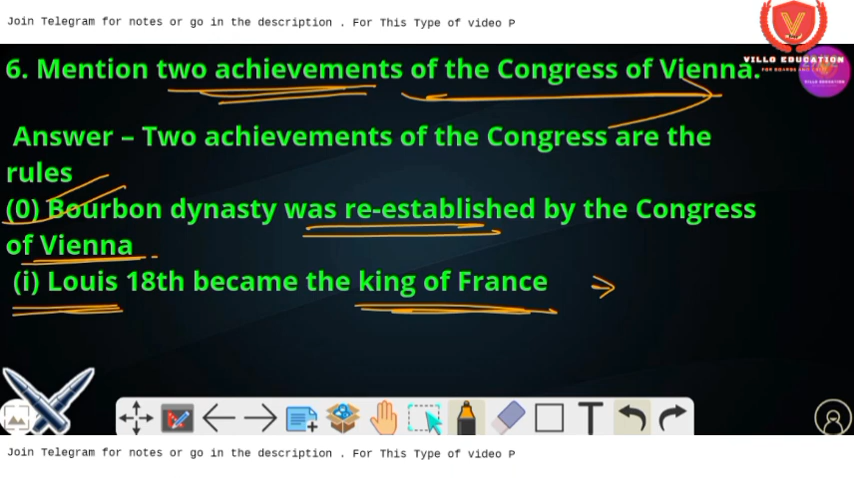 Join Telegram for notes or go in the description . For This Type of video P
VILLO EDUCATION
6. Mention two achievements of the Congress of Vienna.
Answer – Two achievements of the Congress are the
rules
(0) Bourbon dynasty was re-established by the Congress
of Vienna
(i) Louis 18th became the king of France
Join Telegram for notes or go in the description . For This Type of video P